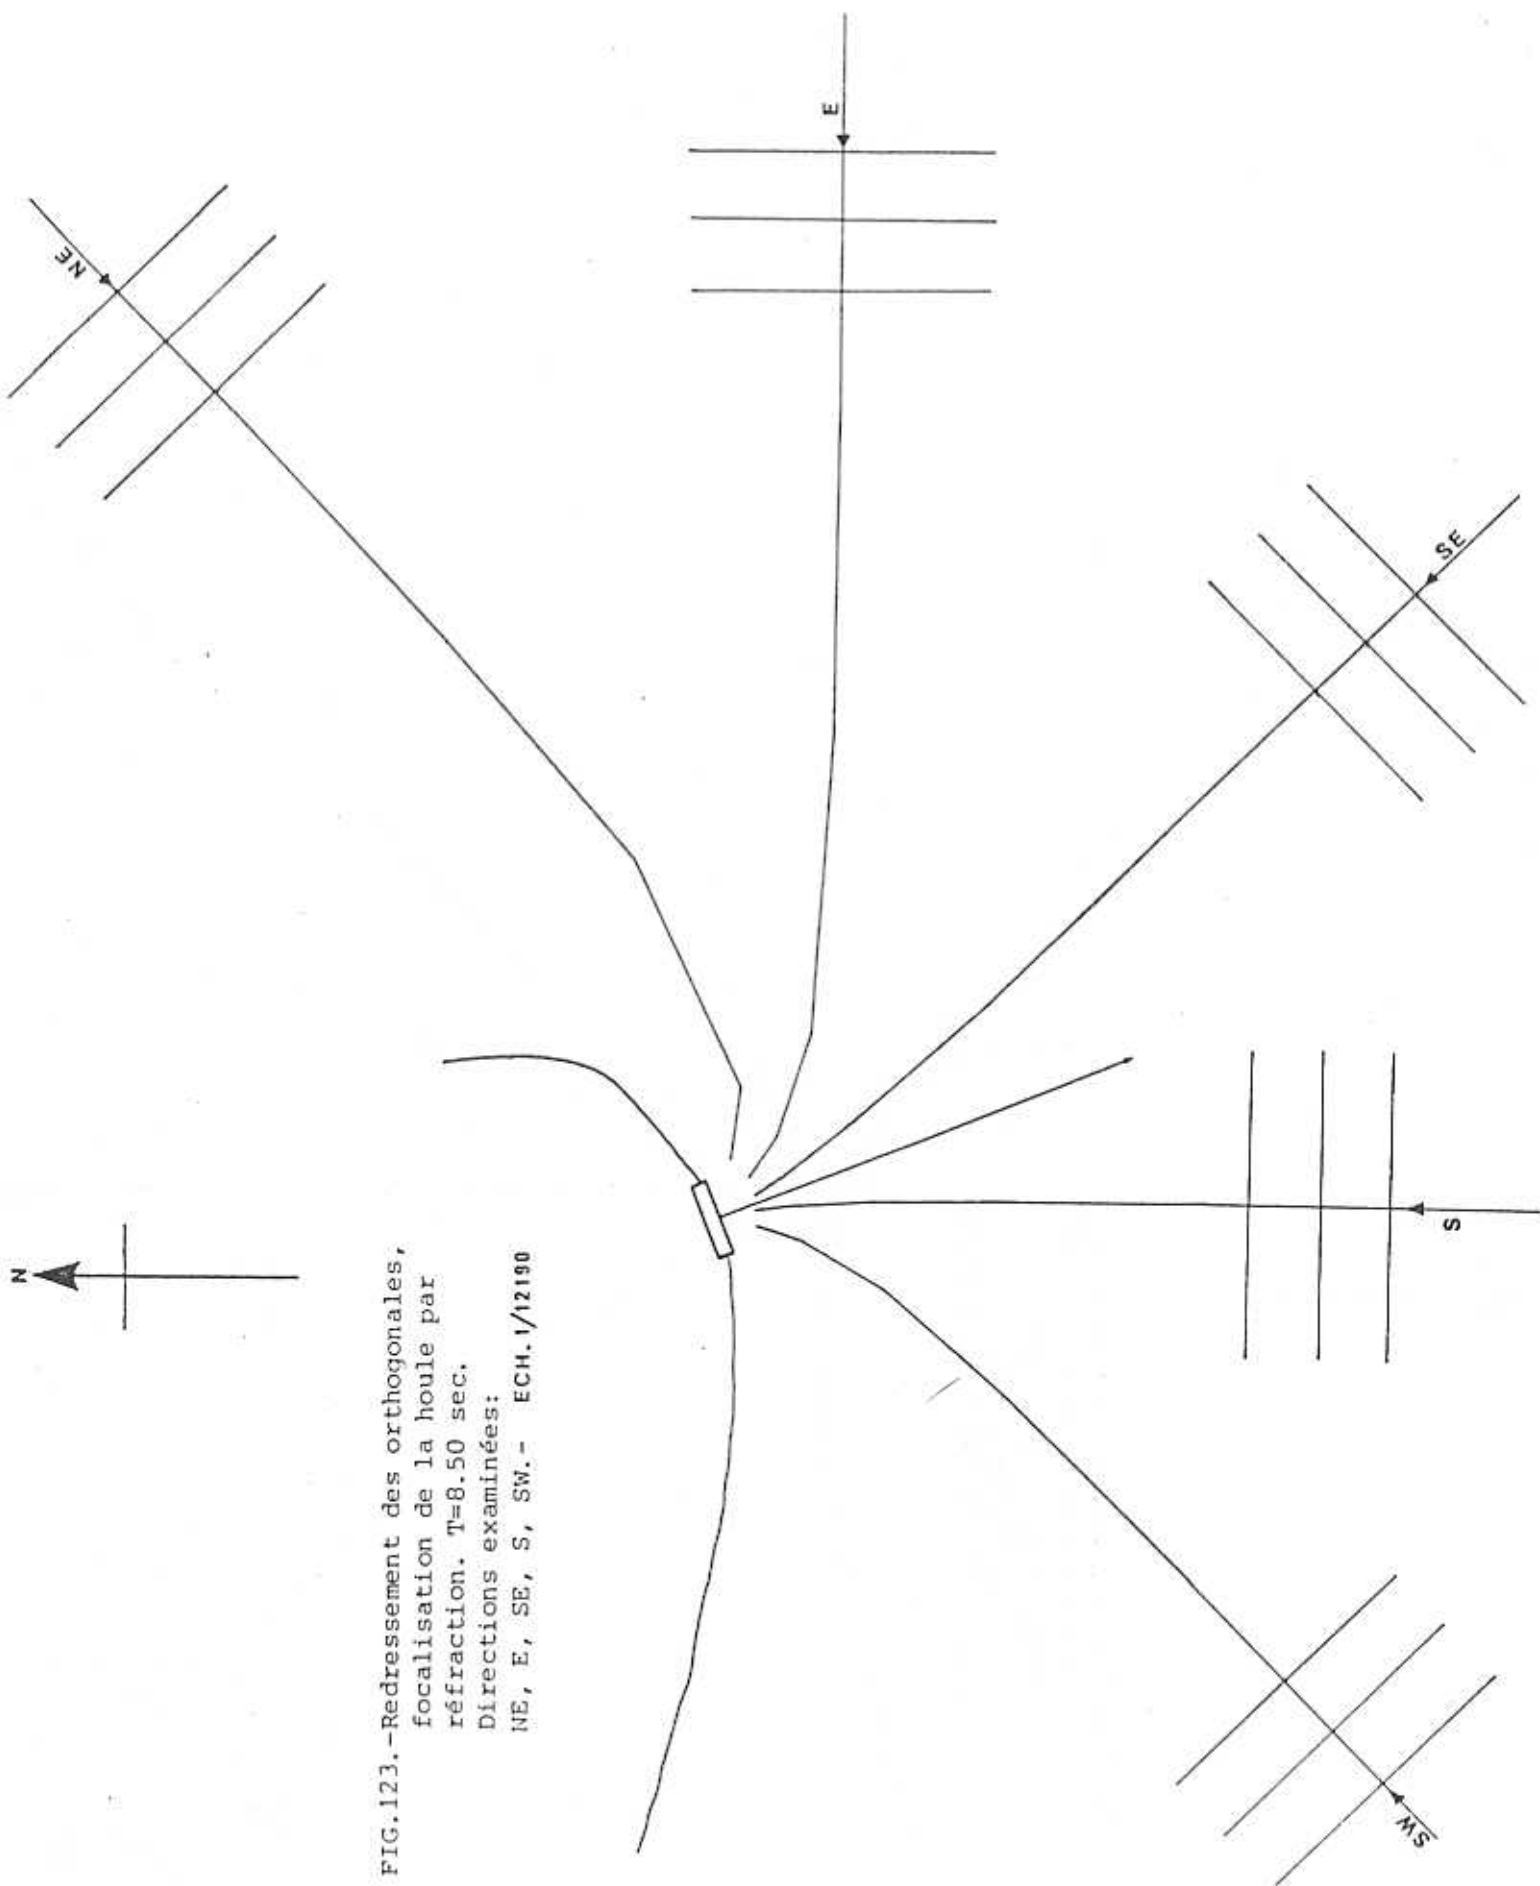 N
NE
E
SE
S
SW
FIG.123.-Redressement des orthogonales,
focalisation de la houle par
réfraction. T=8.50 sec.
Directions examinées:
NE, E, SE, S, SW.- ECH.1/12190